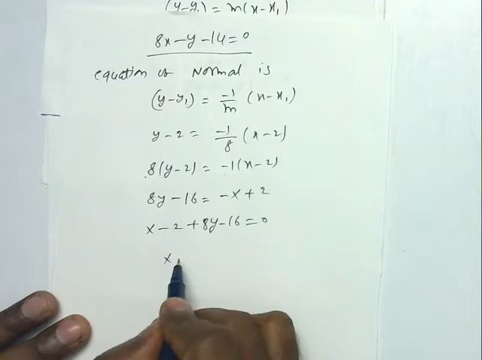 (y-y₁) = m(x-x₁)
8x-y-14=0
equation of Normal is
(y-y₁) = -1/m (x-x₁)
y-2 = -1/8 (x-2)
8(y-2) = -1(x-2)
8y-16 = -x+2
x-2+8y-16=0
x